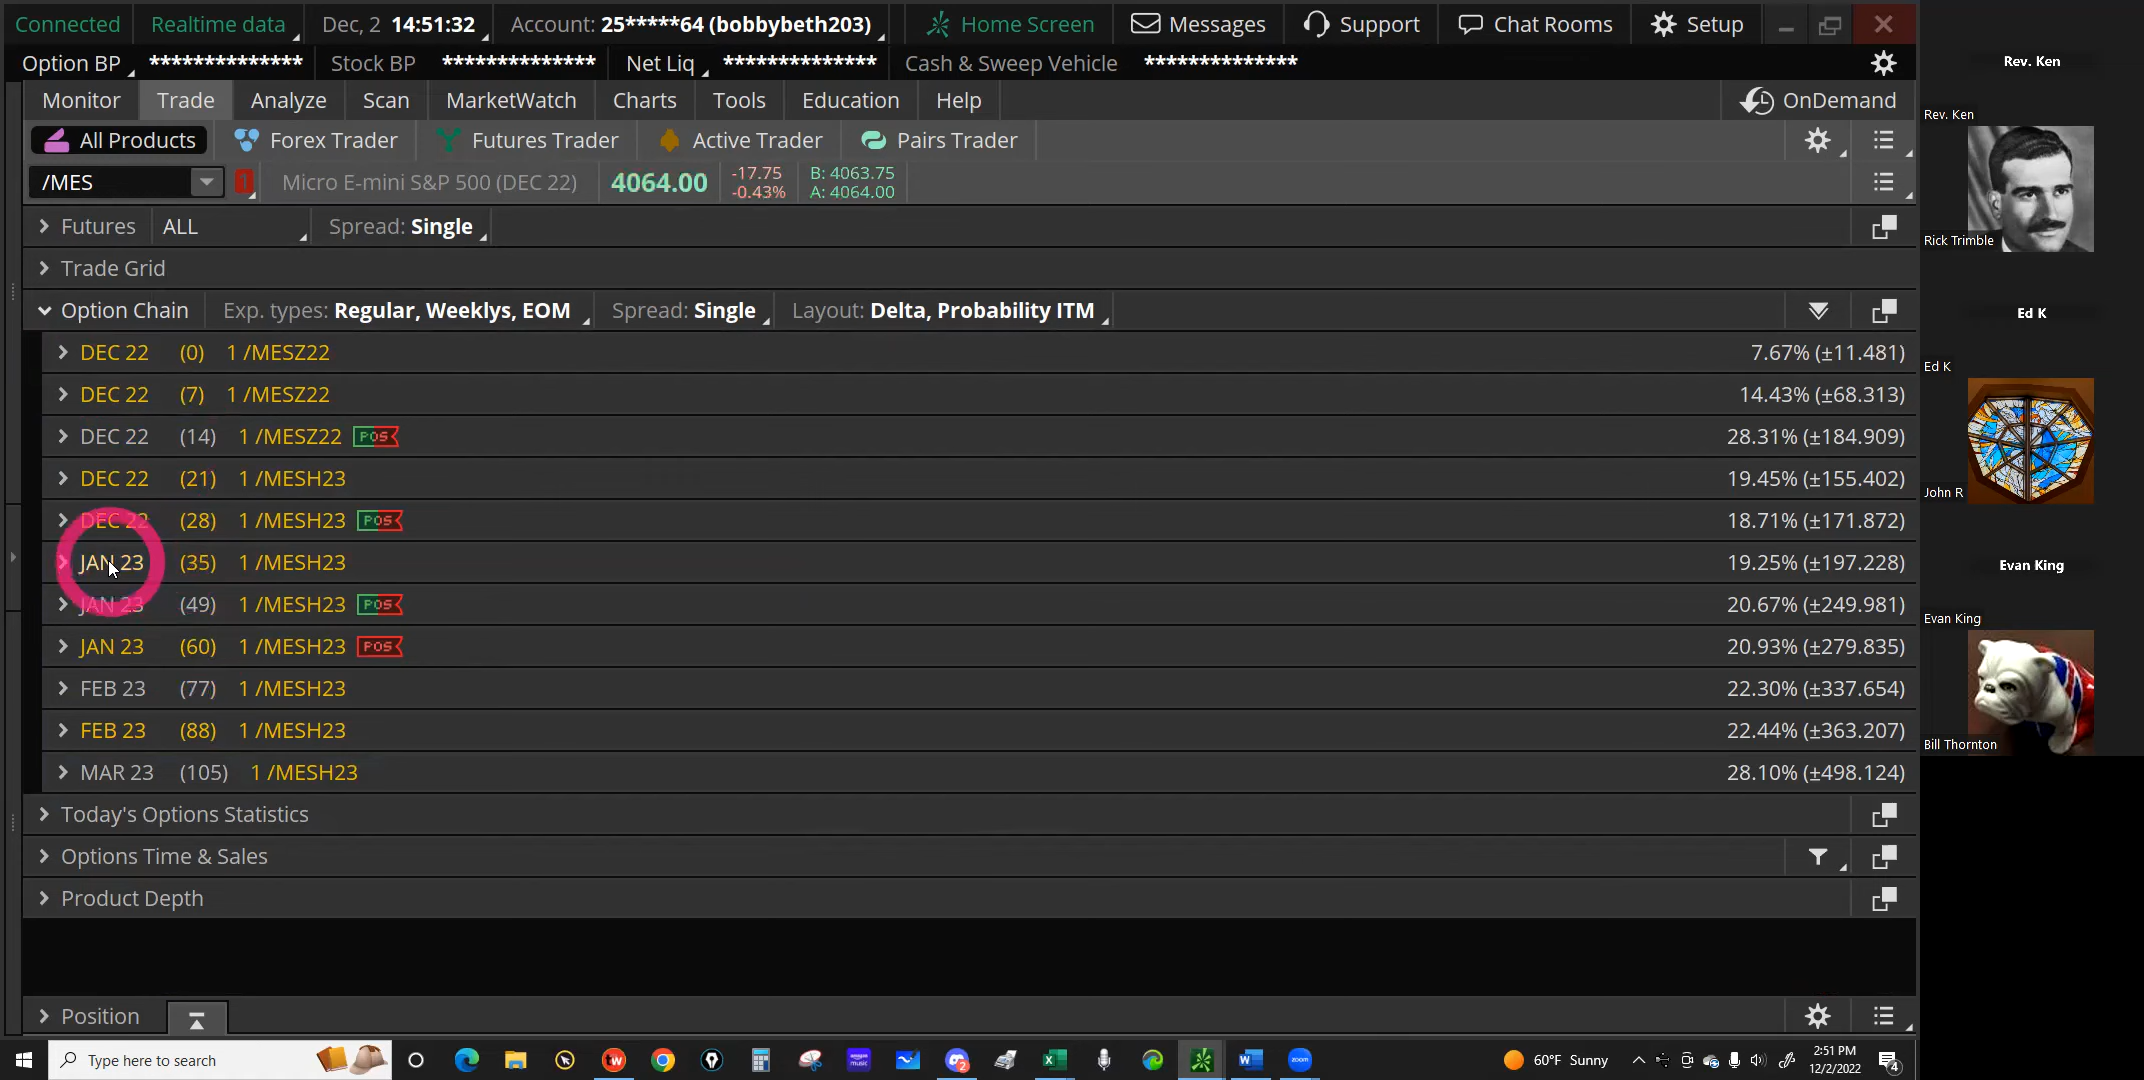 Connected Realtime data Dec, 2 14:51:32 Account: 25*****64 (bobbybeth203) Home Screen Messages Support Chat Rooms Setup
Option BP ************** Stock BP ************** Net Liq ************** Cash & Sweep Vehicle **************
Monitor Trade Analyze Scan MarketWatch Charts Tools Education Help OnDemand
All Products Forex Trader Futures Trader Active Trader Pairs Trader
/MES 1 Micro E-mini S&P 500 (DEC 22) 4064.00 -17.75 B: 4063.75
-0.43% A: 4064.00
Futures ALL Spread: Single
Trade Grid
Option Chain Exp. types: Regular, Weeklys, EOM Spread: Single Layout: Delta, Probability ITM
DEC 22 (0) 1 /MESZ22 7.67% (±11.481)
DEC 22 (7) 1 /MESZ22 14.43% (±68.313)
DEC 22 (14) 1 /MESZ22 POS 28.31% (±184.909)
DEC 22 (21) 1 /MESH23 19.45% (±155.402)
DEC 22 (28) 1 /MESH23 POS 18.71% (±171.872)
JAN 23 (35) 1 /MESH23 19.25% (±197.228)
JAN 23 (49) 1 /MESH23 POS 20.67% (±249.981)
JAN 23 (60) 1 /MESH23 POS 20.93% (±279.835)
FEB 23 (77) 1 /MESH23 22.30% (±337.654)
FEB 23 (88) 1 /MESH23 22.44% (±363.207)
MAR 23 (105) 1 /MESH23 28.10% (±498.124)
Today's Options Statistics
Options Time & Sales
Product Depth
Position
Type here to search 60°F Sunny 2:51 PM
12/2/2022 4
Rev. Ken
Rev. Ken
Rick Trimble
Ed K
Ed K
John R
Evan King
Evan King
Bill Thornton